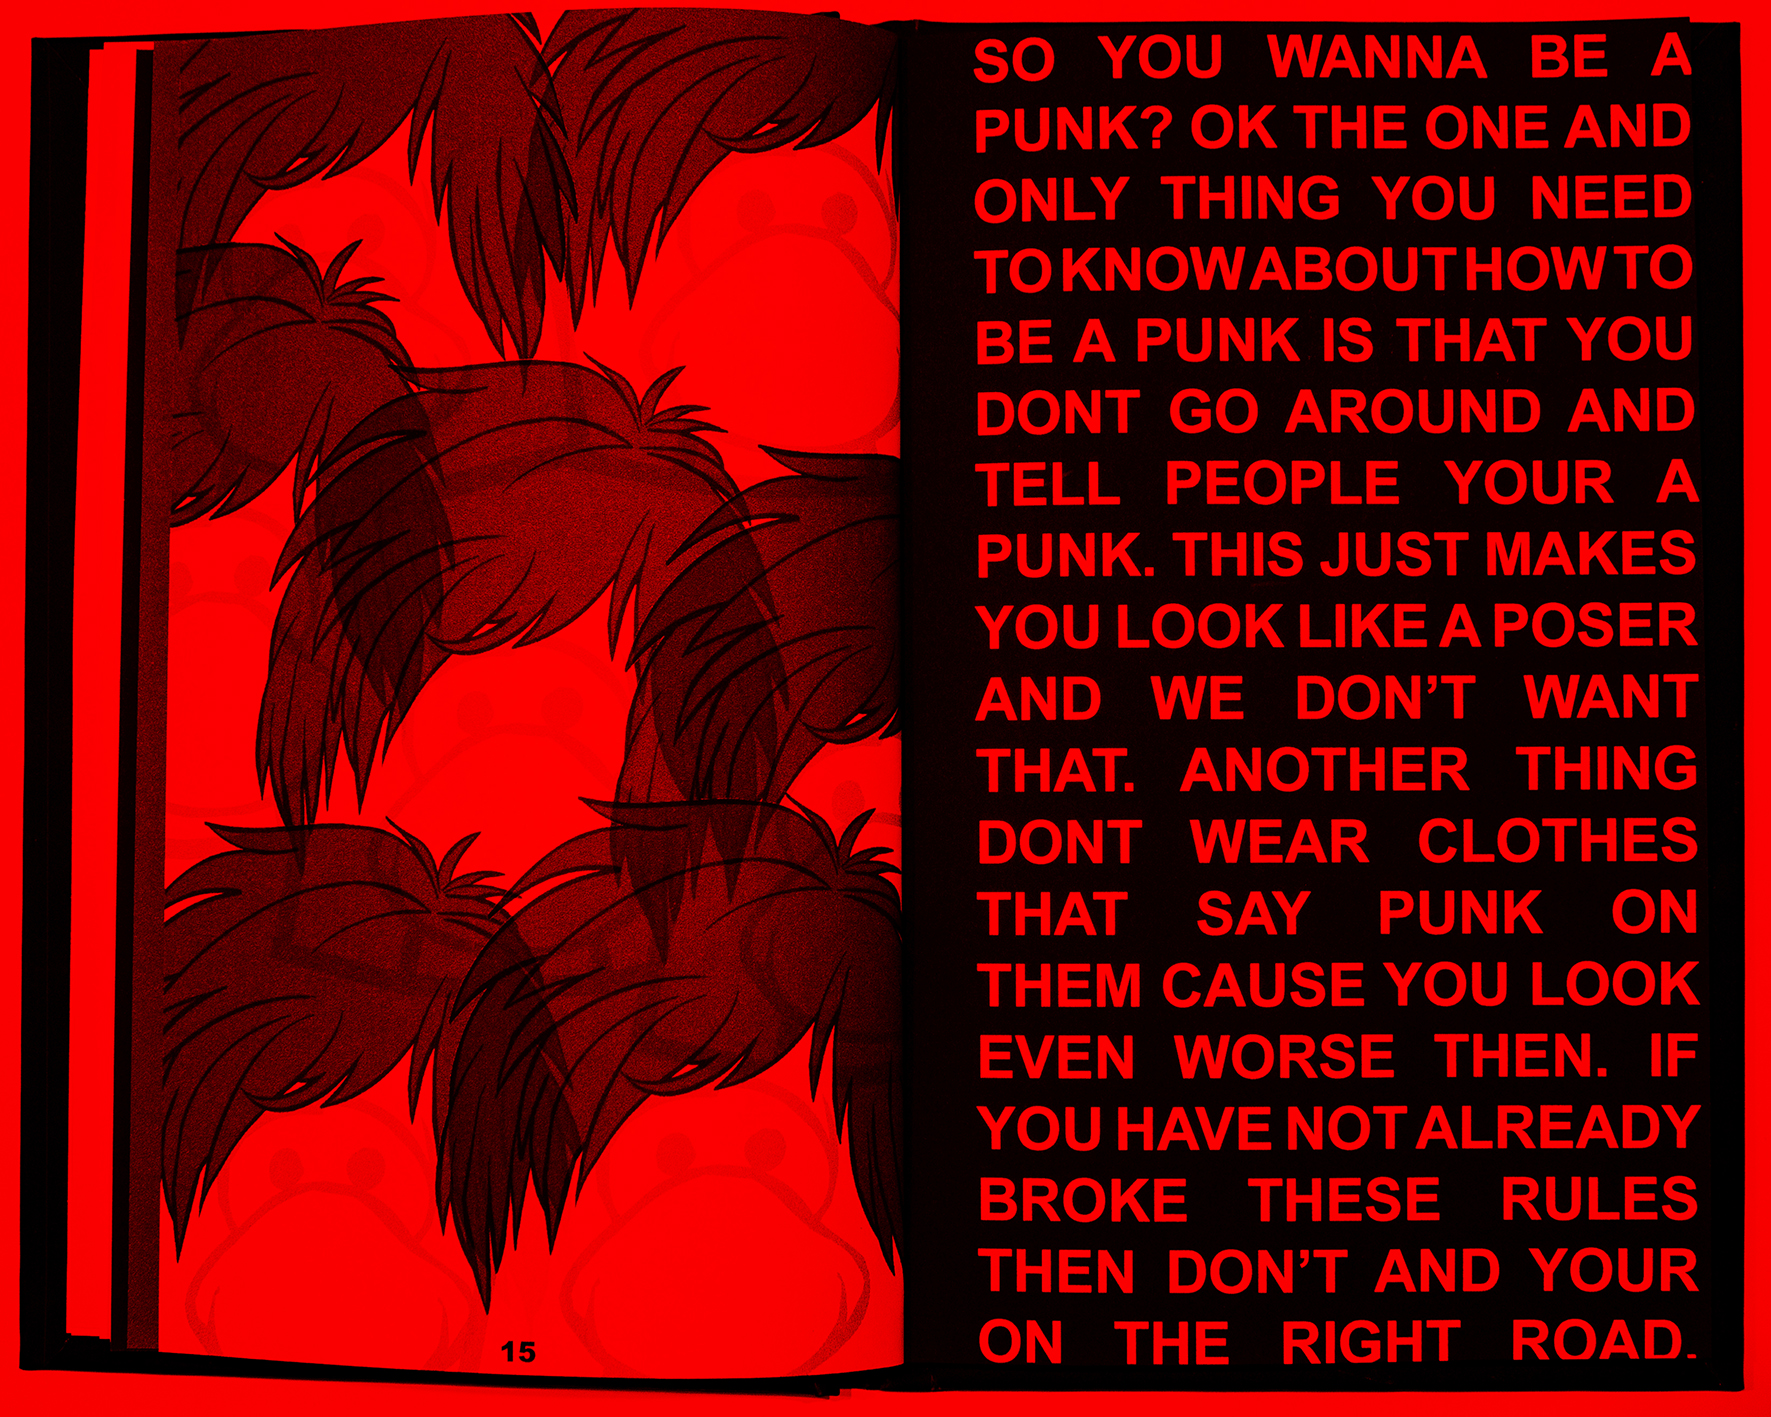 15
SO YOU WANNA BE A
PUNK? OK THE ONE AND
ONLY THING YOU NEED
TO KNOW ABOUT HOW TO
BE A PUNK IS THAT YOU
DONT GO AROUND AND
TELL PEOPLE YOUR A
PUNK. THIS JUST MAKES
YOU LOOK LIKE A POSER
AND WE DON’T WANT
THAT. ANOTHER THING
DONT WEAR CLOTHES
THAT SAY PUNK ON
THEM CAUSE YOU LOOK
EVEN WORSE THEN. IF
YOU HAVE NOT ALREADY
BROKE THESE RULES
THEN DON’T AND YOUR
ON THE RIGHT ROAD.